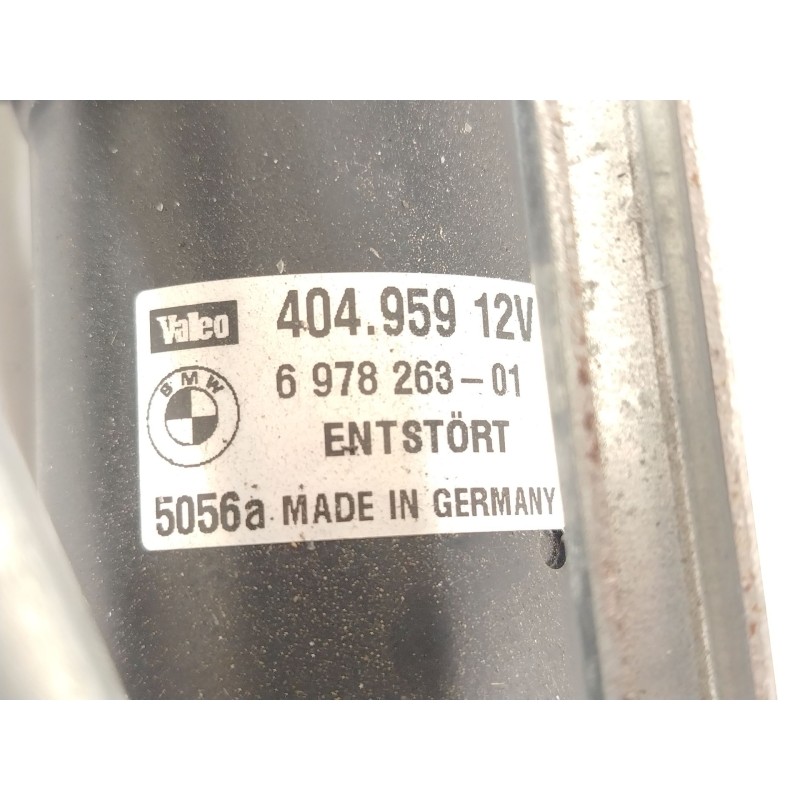 Valeo 404.959 12V
BMW 6 978 263-01
ENTSTÖRT
5056a MADE IN GERMANY